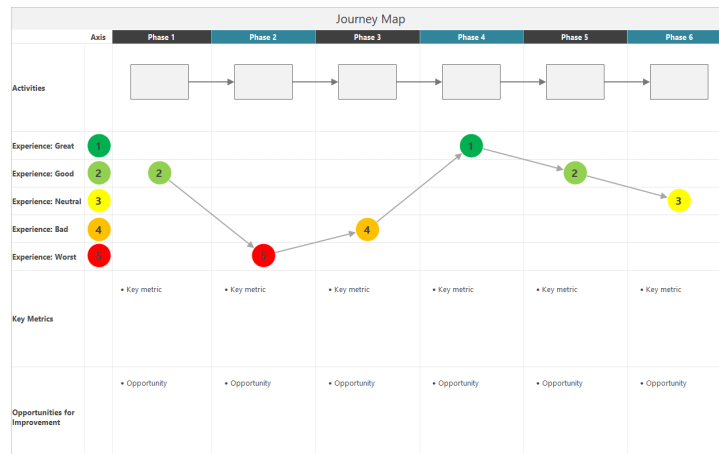 Journey Map
Axis Phase 1 Phase 2 Phase 3 Phase 4 Phase 5 Phase 6
Activities
Experience: Great 1 1
Experience: Good 2 2 2
Experience: Neutral 3 3
Experience: Bad 4 4
Experience: Worst 5 5
• Key metric • Key metric • Key metric • Key metric • Key metric • Key metric
Key Metrics
• Opportunity • Opportunity • Opportunity • Opportunity • Opportunity • Opportunity
Opportunities for
Improvement